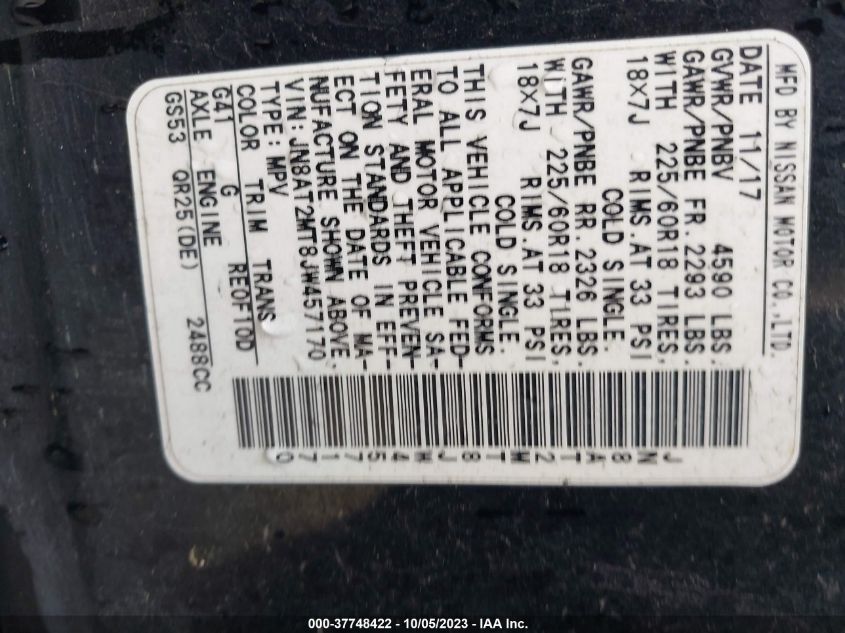 MFD BY NISSAN MOTOR CO.,LTD.
DATE 11/17
GVWR/PNBV 4590 LBS.
GAWR/PNBE FR. 2293 LBS.
WITH 225/60R18 TIRES,
18X7J RIMS.AT 33 PSI
COLD SINGLE.
GAWR/PNBE RR. 2326 LBS.
WITH 225/60R18 TIRES,
18X7J RIMS.AT 33 PSI
COLD SINGLE.
THIS VEHICLE CONFORMS
TO ALL APPLICABLE FED-
ERAL MOTOR VEHICLE SA-
FETY AND THEFT PREVEN-
TION STANDARDS IN EFF-
ECT ON THE DATE OF MA-
NUFACTURE SHOWN ABOVE.
VIN:JN8AT2MT8JW457170
TYPE:MPV
COLOR TRIM TRANS
G41 G REOF10D
AXLE ENGINE
GS53 QR25(DE) 2488CC
JN8AT2MT8JW457170
000-37748422 - 10/05/2023 - IAA Inc.